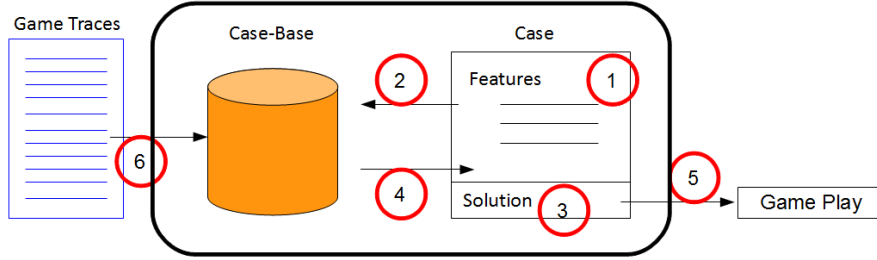 Game Traces
Case-Base
Case
Features
1
2
6
4
Solution
3
5
Game Play